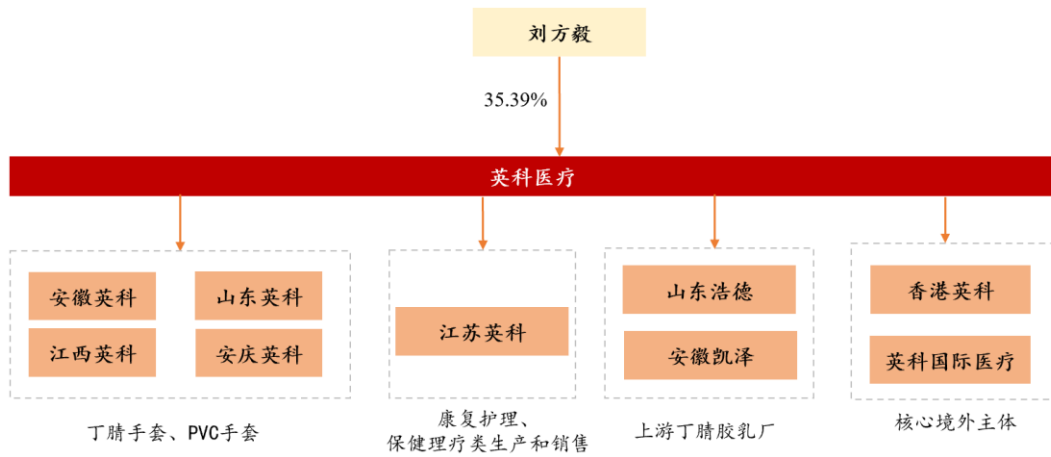 刘方毅
35.39%
英科医疗
安徽英科
山东英科
江西英科
安庆英科
丁腈手套、PVC手套
江苏英科
康复护理、
保健理疗类生产和销售
山东浩德
安徽凯泽
上游丁腈胶乳厂
香港英科
英科国际医疗
核心境外主体